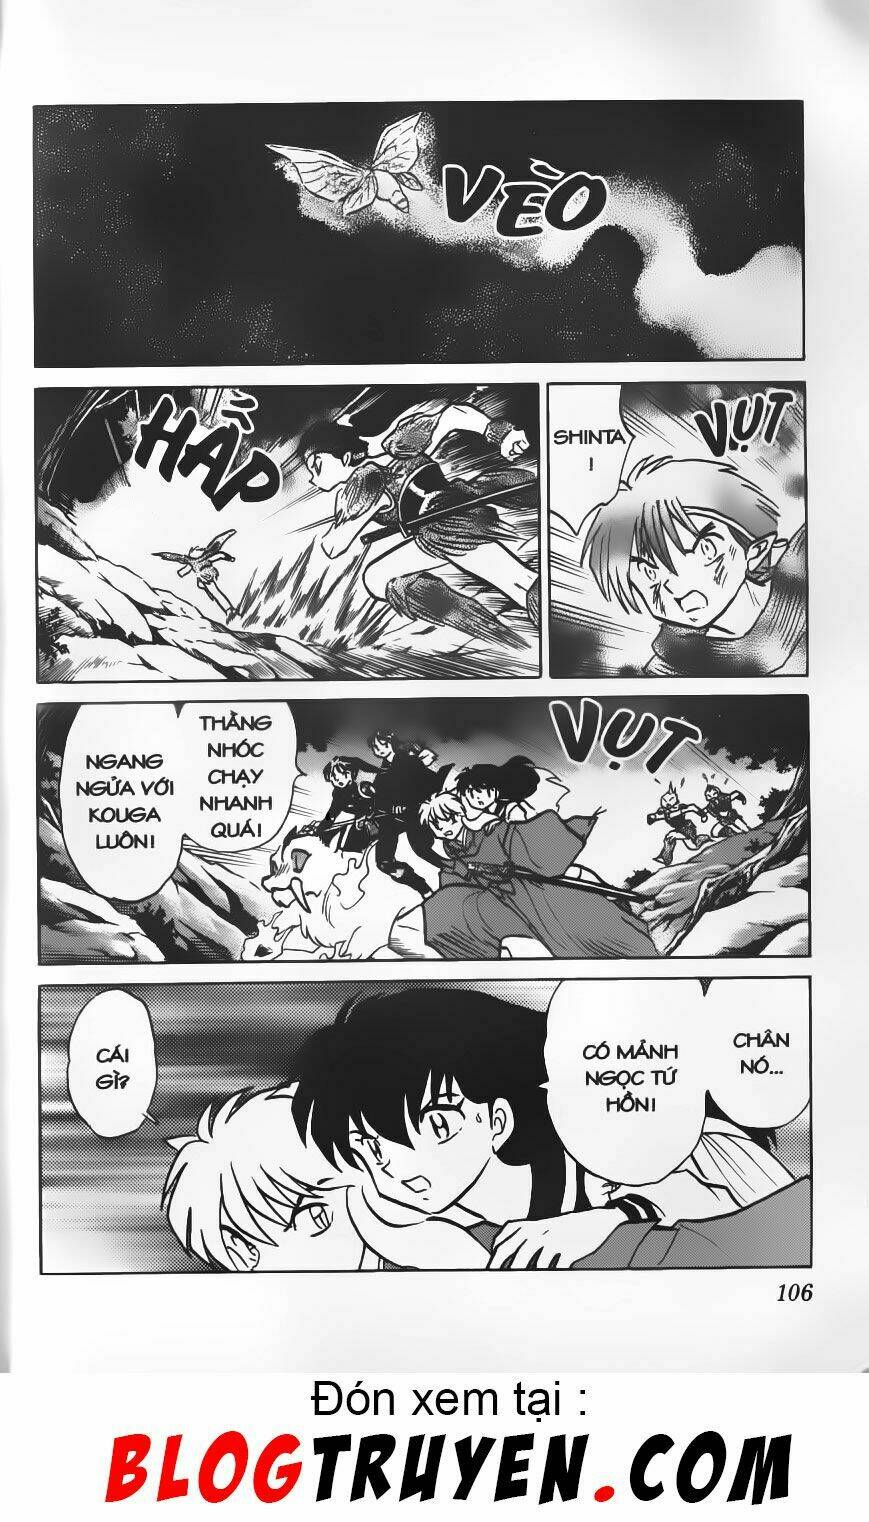 VÈO
HẤP
SHINTA
!
VỤT
VỤT
THẰNG
NHÓC
CHẠY
NHANH
QUÁ!
NGANG
NGỬA VỚI
KOUGA
LUÔN!
CHÂN
NÓ...
CÓ MẢNH
NGỌC TỨ
HỒN!
CÁI
GÌ?
106
Đón xem tại :
BLOGTRUYEN.COM